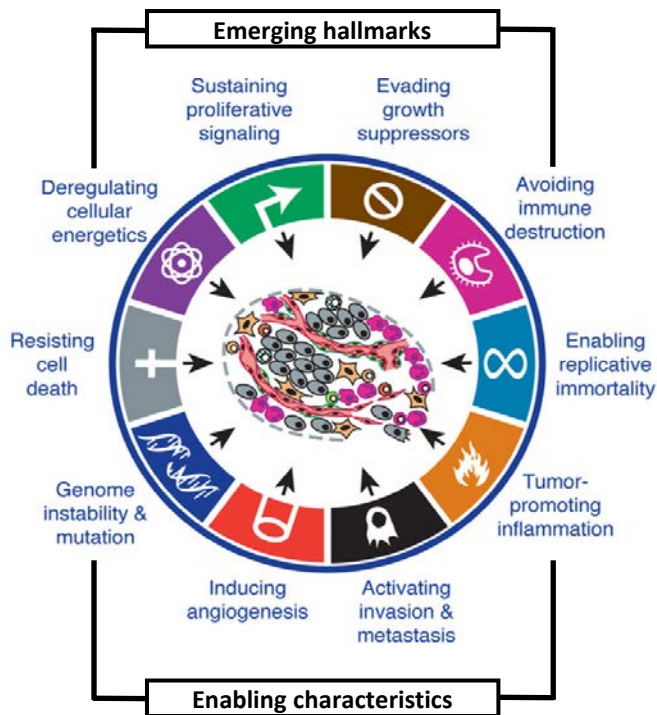 Emerging hallmarks
Sustaining
proliferative
signaling
Evading
growth
suppressors
Deregulating
cellular
energetics
Avoiding
immune
destruction
Resisting
cell
death
Enabling
replicative
immortality
Genome
instability &
mutation
Tumor-
promoting
inflammation
Inducing
angiogenesis
Activating
invasion &
metastasis
Enabling characteristics